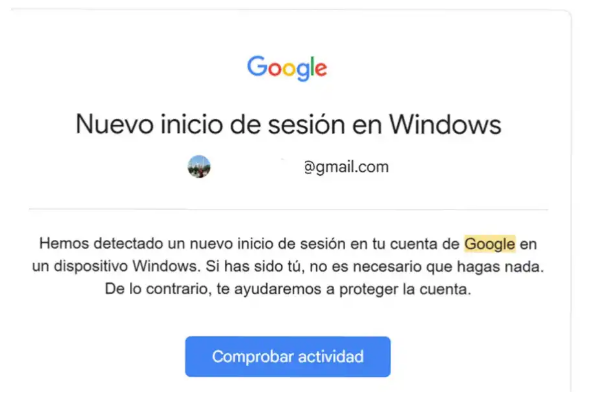 Google
Nuevo inicio de sesión en Windows
@gmail.com
Hemos detectado un nuevo inicio de sesión en tu cuenta de Google en
un dispositivo Windows. Si has sido tú, no es necesario que hagas nada.
De lo contrario, te ayudaremos a proteger la cuenta.
Comprobar actividad